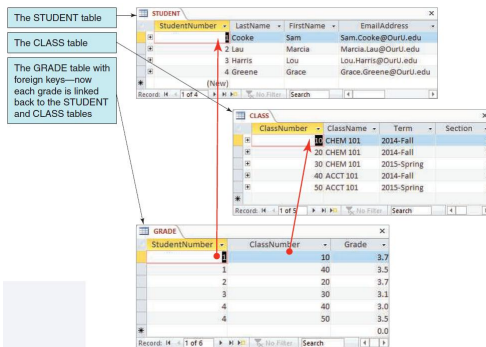 The STUDENT table
The CLASS table
The GRADE table with
foreign keys—now
each grade is linked
back to the STUDENT
and CLASS tables
STUDENT
StudentNumber LastName FirstName EmailAddress
1 Cooke Sam Sam.Cooke@OurU.edu
2 Lau Marcia Marcia.Lau@OurU.edu
3 Harris Lou Lou.Harris@OurU.edu
4 Greene Grace Grace.Greene@OurU.edu
(New)
Record: 1 of 4 No Filter Search
CLASS
ClassNumber ClassName Term Section
10 CHEM 101 2014-Fall
20 CHEM 101 2014-Fall
30 CHEM 101 2015-Spring
40 ACCT 101 2014-Fall
50 ACCT 101 2015-Spring
Record: 1 of 5 No Filter Search
GRADE
StudentNumber ClassNumber Grade
1 10 3.7
1 40 3.5
2 20 3.7
3 30 3.1
4 40 3.0
4 50 3.5
0.0
Record: 1 of 6 No Filter Search